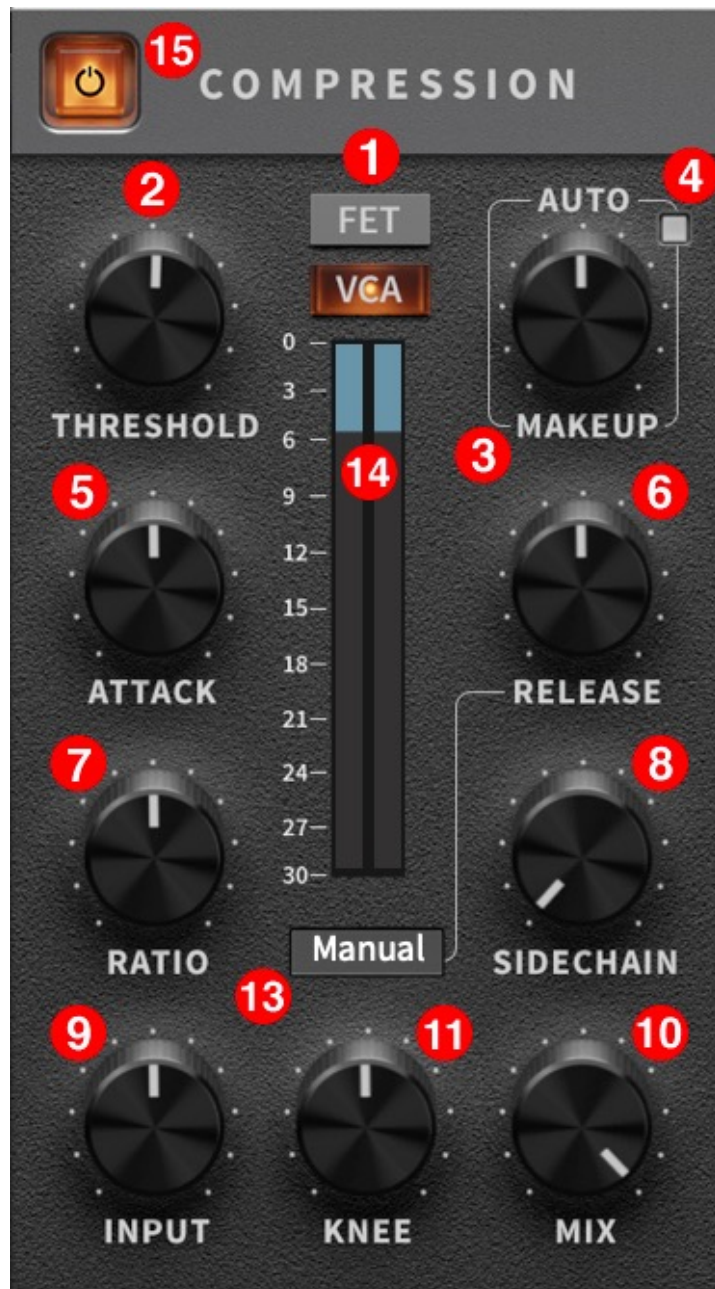 15
COMPRESSION
1
2
4
FET
AUTO
VCA
0
3
THRESHOLD
MAKEUP
6
3
14
5
6
9
12
15
18
ATTACK
RELEASE
21
7
8
24
27
30
Manual
RATIO
SIDECHAIN
13
9
11
10
INPUT
KNEE
MIX